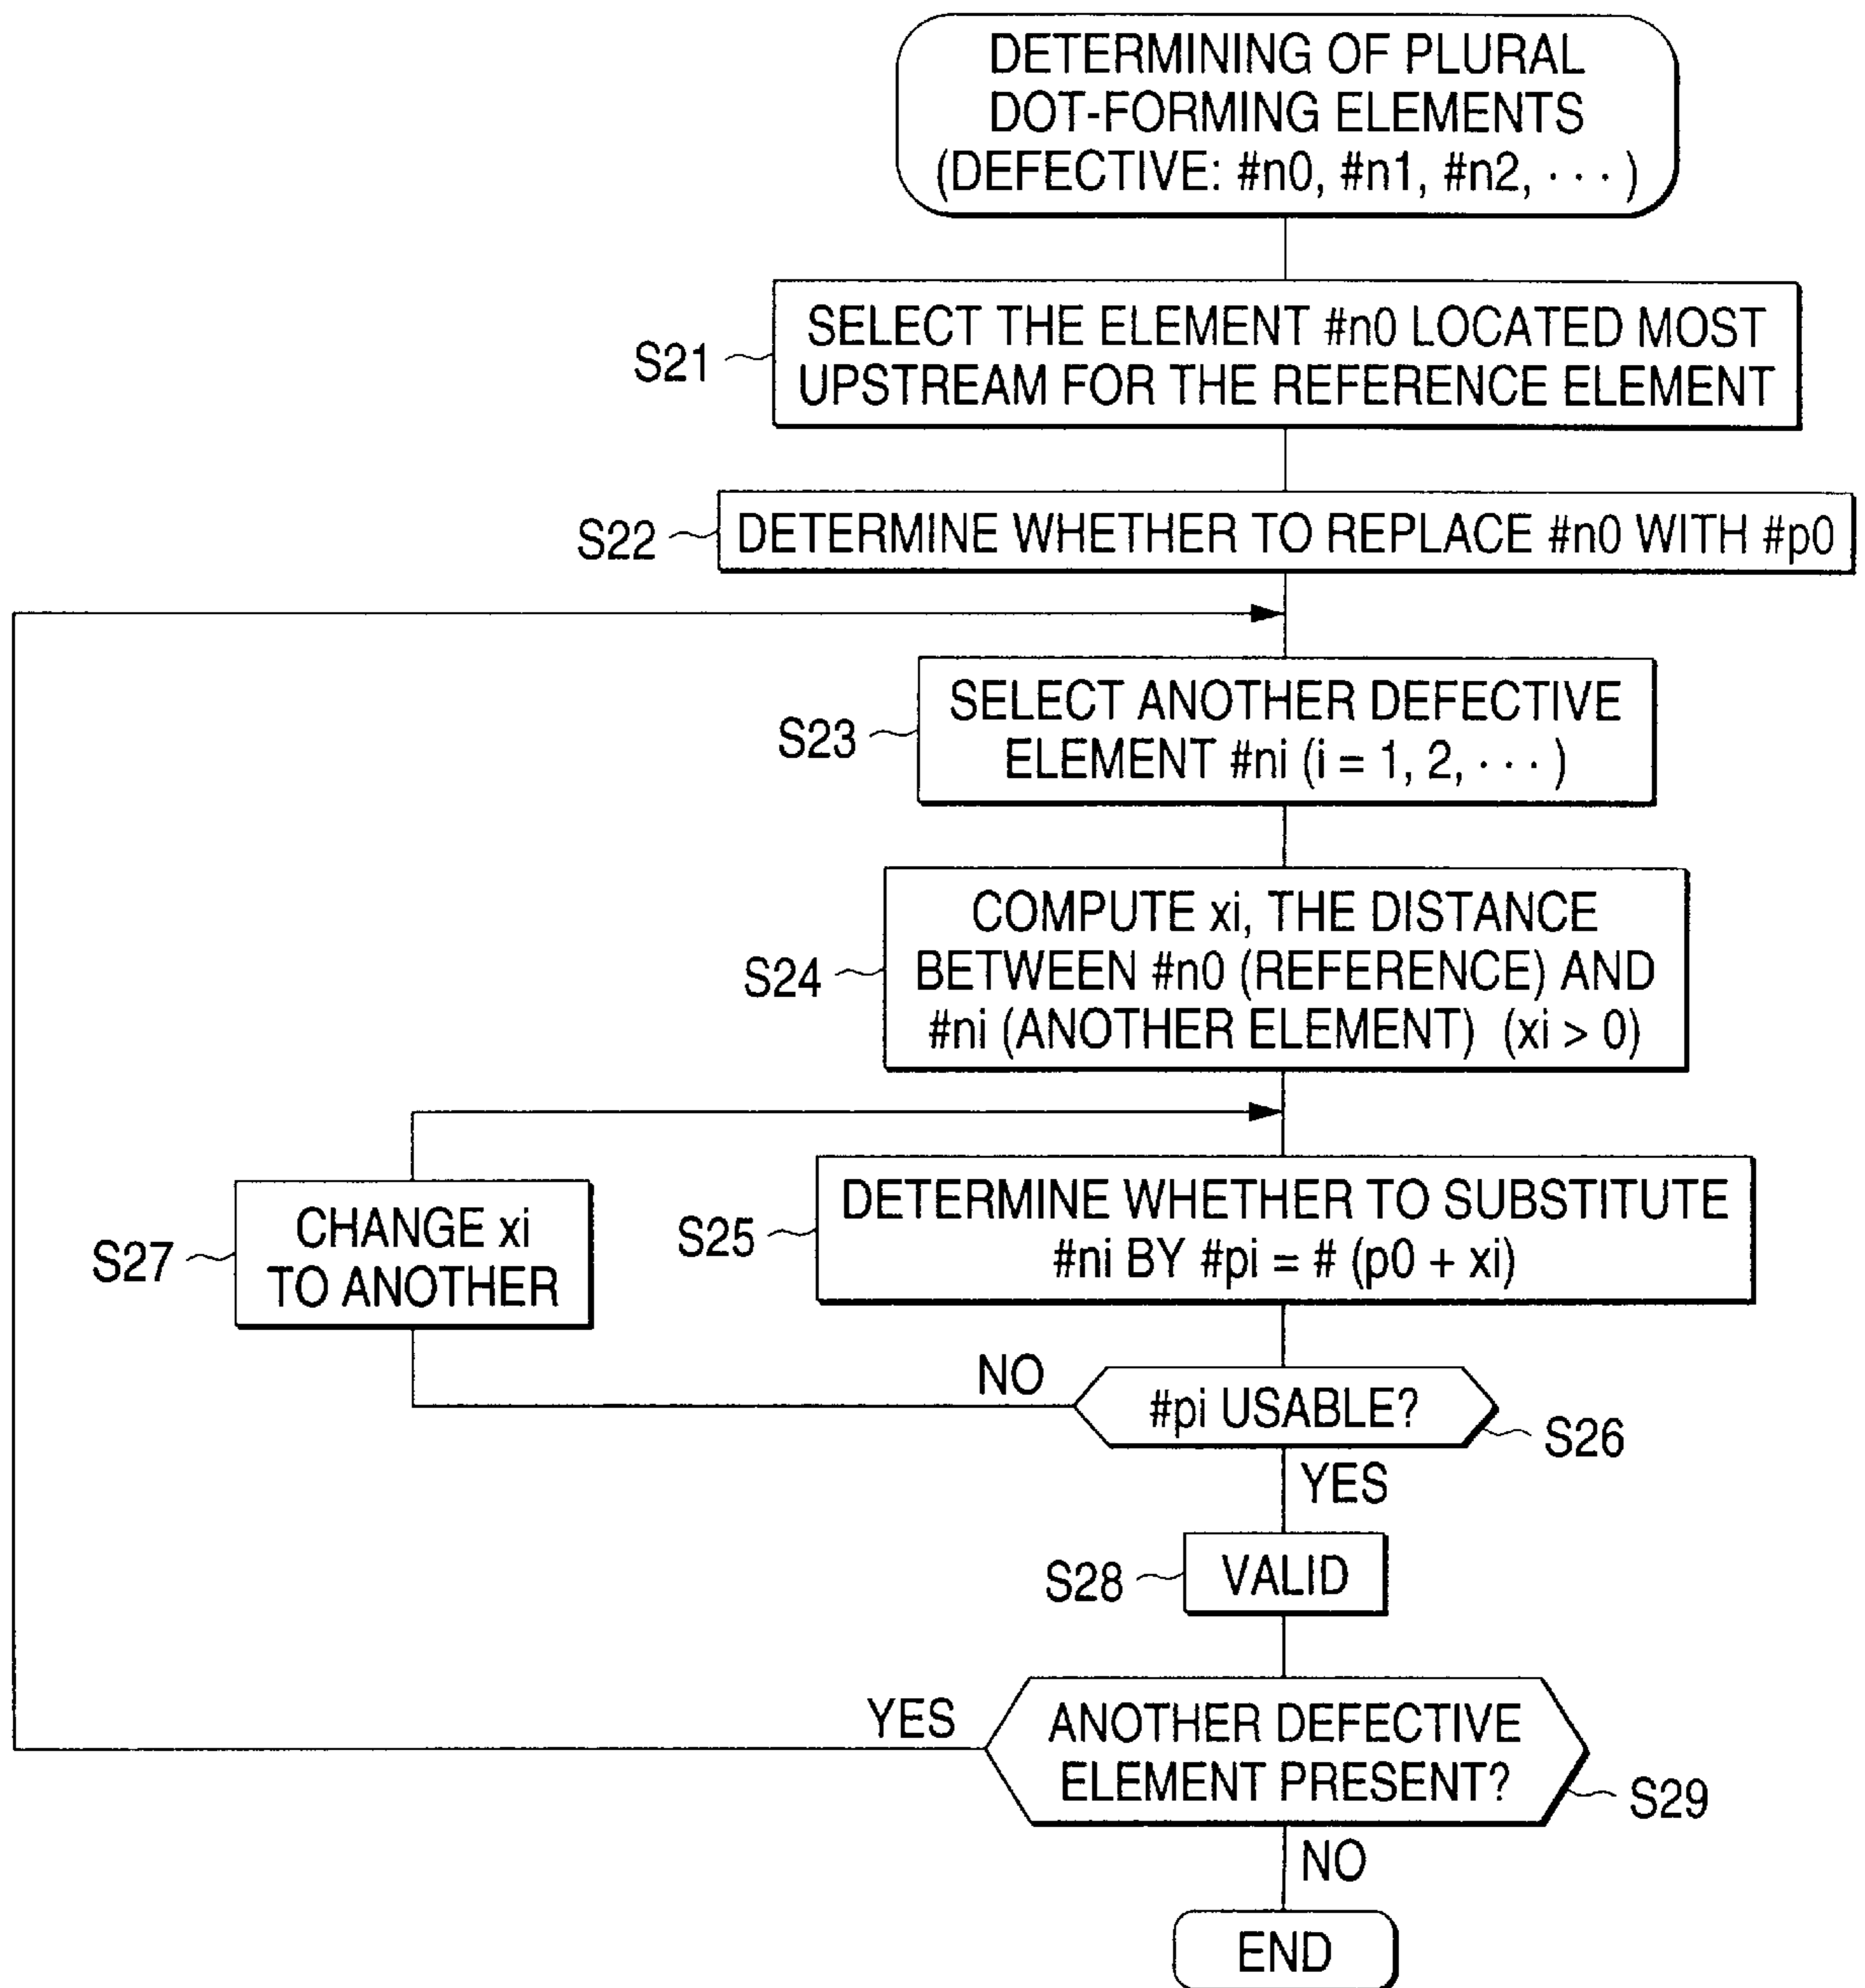 DETERMINING OF PLURAL
DOT-FORMING ELEMENTS
(DEFECTIVE: #n0, #n1, #n2, · · · )
S21
SELECT THE ELEMENT #n0 LOCATED MOST
UPSTREAM FOR THE REFERENCE ELEMENT
S22
DETERMINE WHETHER TO REPLACE #n0 WITH #p0
S23
SELECT ANOTHER DEFECTIVE
ELEMENT #ni (i = 1, 2, · · · )
S24
COMPUTE xi, THE DISTANCE
BETWEEN #n0 (REFERENCE) AND
#ni (ANOTHER ELEMENT) (xi > 0)
S27
CHANGE xi
TO ANOTHER
S25
DETERMINE WHETHER TO SUBSTITUTE
#ni BY #pi = # (p0 + xi)
NO
#pi USABLE?
S26
YES
S28
VALID
YES
ANOTHER DEFECTIVE
ELEMENT PRESENT?
S29
NO
END